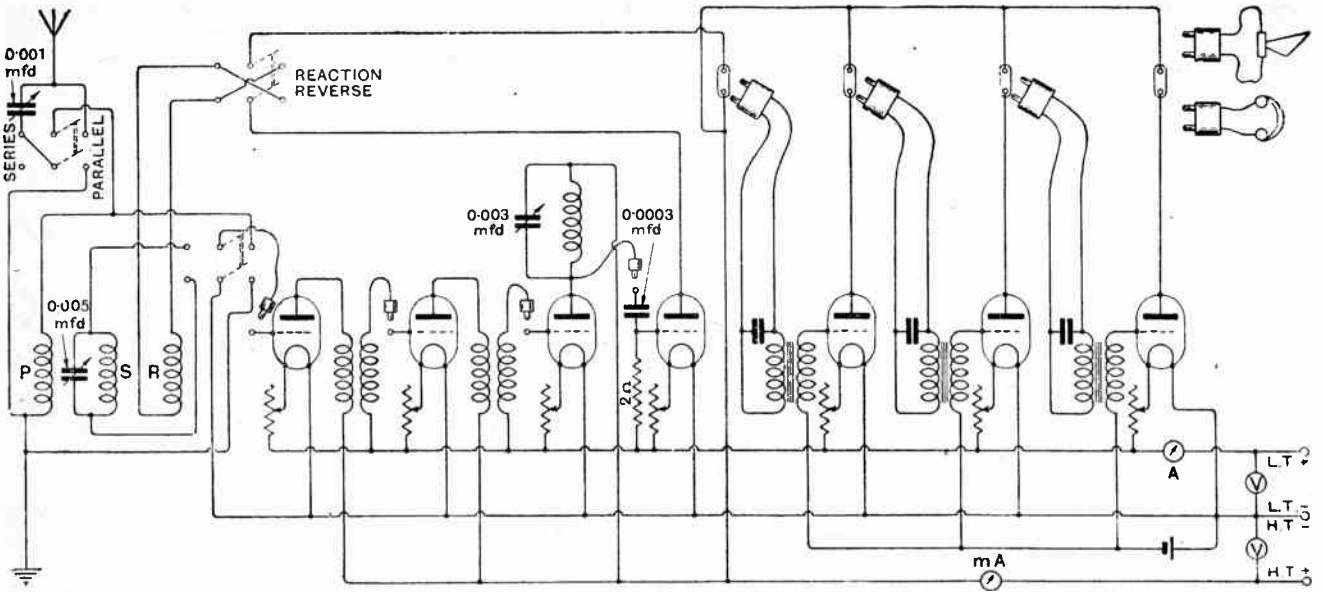 0·001
mfd
SERIES
PARALLEL
REACTION
REVERSE
0·003
mfd
0·0003
mfd
0·005
mfd
P
S
R
2Ω
A
L.T +
V
L.T -
H.T -
V
mA
H.T +